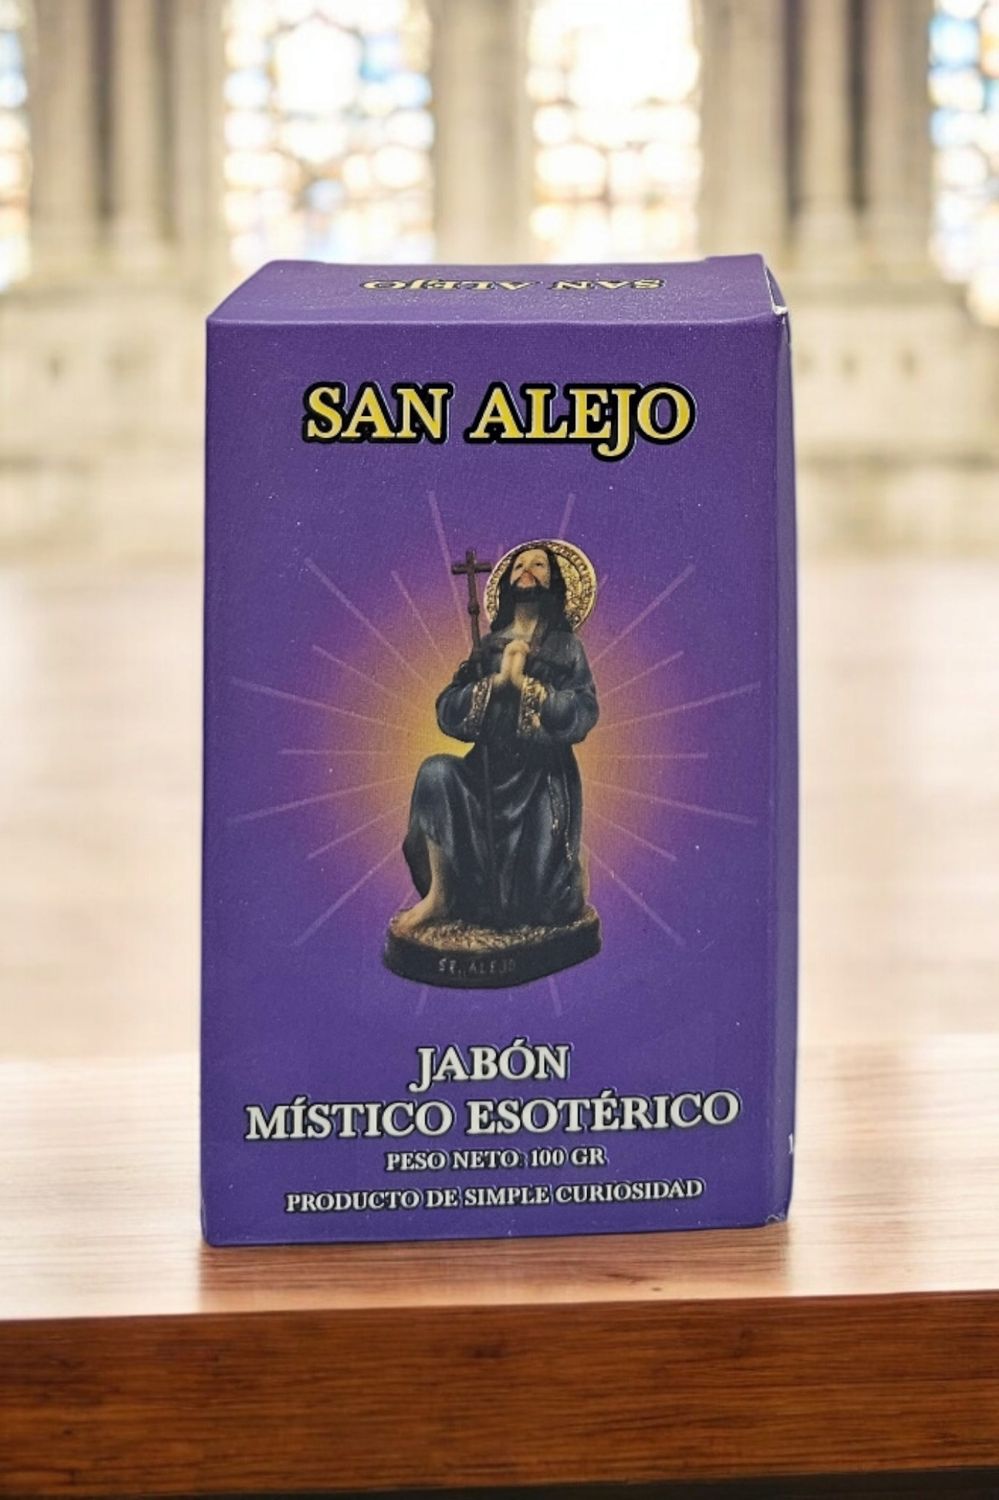 SAN ALEJO
SAN ALEJO
ST. ALEJO
JABÓN
MÍSTICO ESOTÉRICO
PESO NETO: 100 GR
PRODUCTO DE SIMPLE CURIOSIDAD